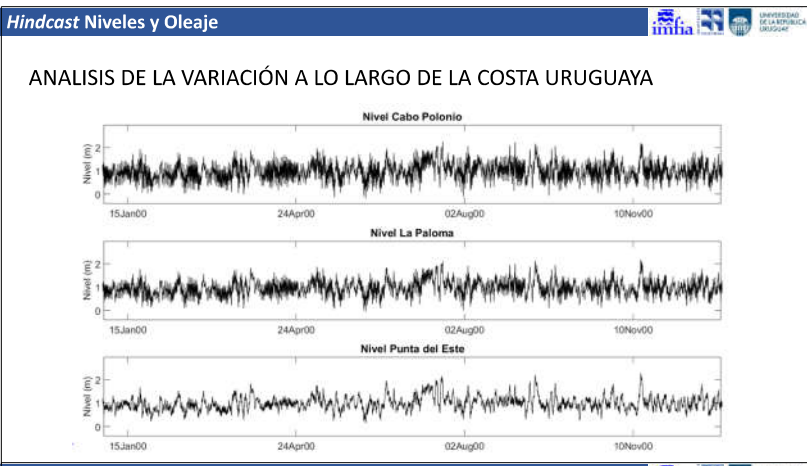 Hindcast Niveles y Oleaje
imfia
UNIVERSIDAD
DE LA REPÚBLICA
URUGUAY
ANALISIS DE LA VARIACIÓN A LO LARGO DE LA COSTA URUGUAYA
Nivel Cabo Polonio
Nivel (m)
2
1
0
15Jan00 24Apr00 02Aug00 10Nov00
Nivel La Paloma
Nivel (m)
2
1
0
15Jan00 24Apr00 02Aug00 10Nov00
Nivel Punta del Este
Nivel (m)
2
1
0
15Jan00 24Apr00 02Aug00 10Nov00